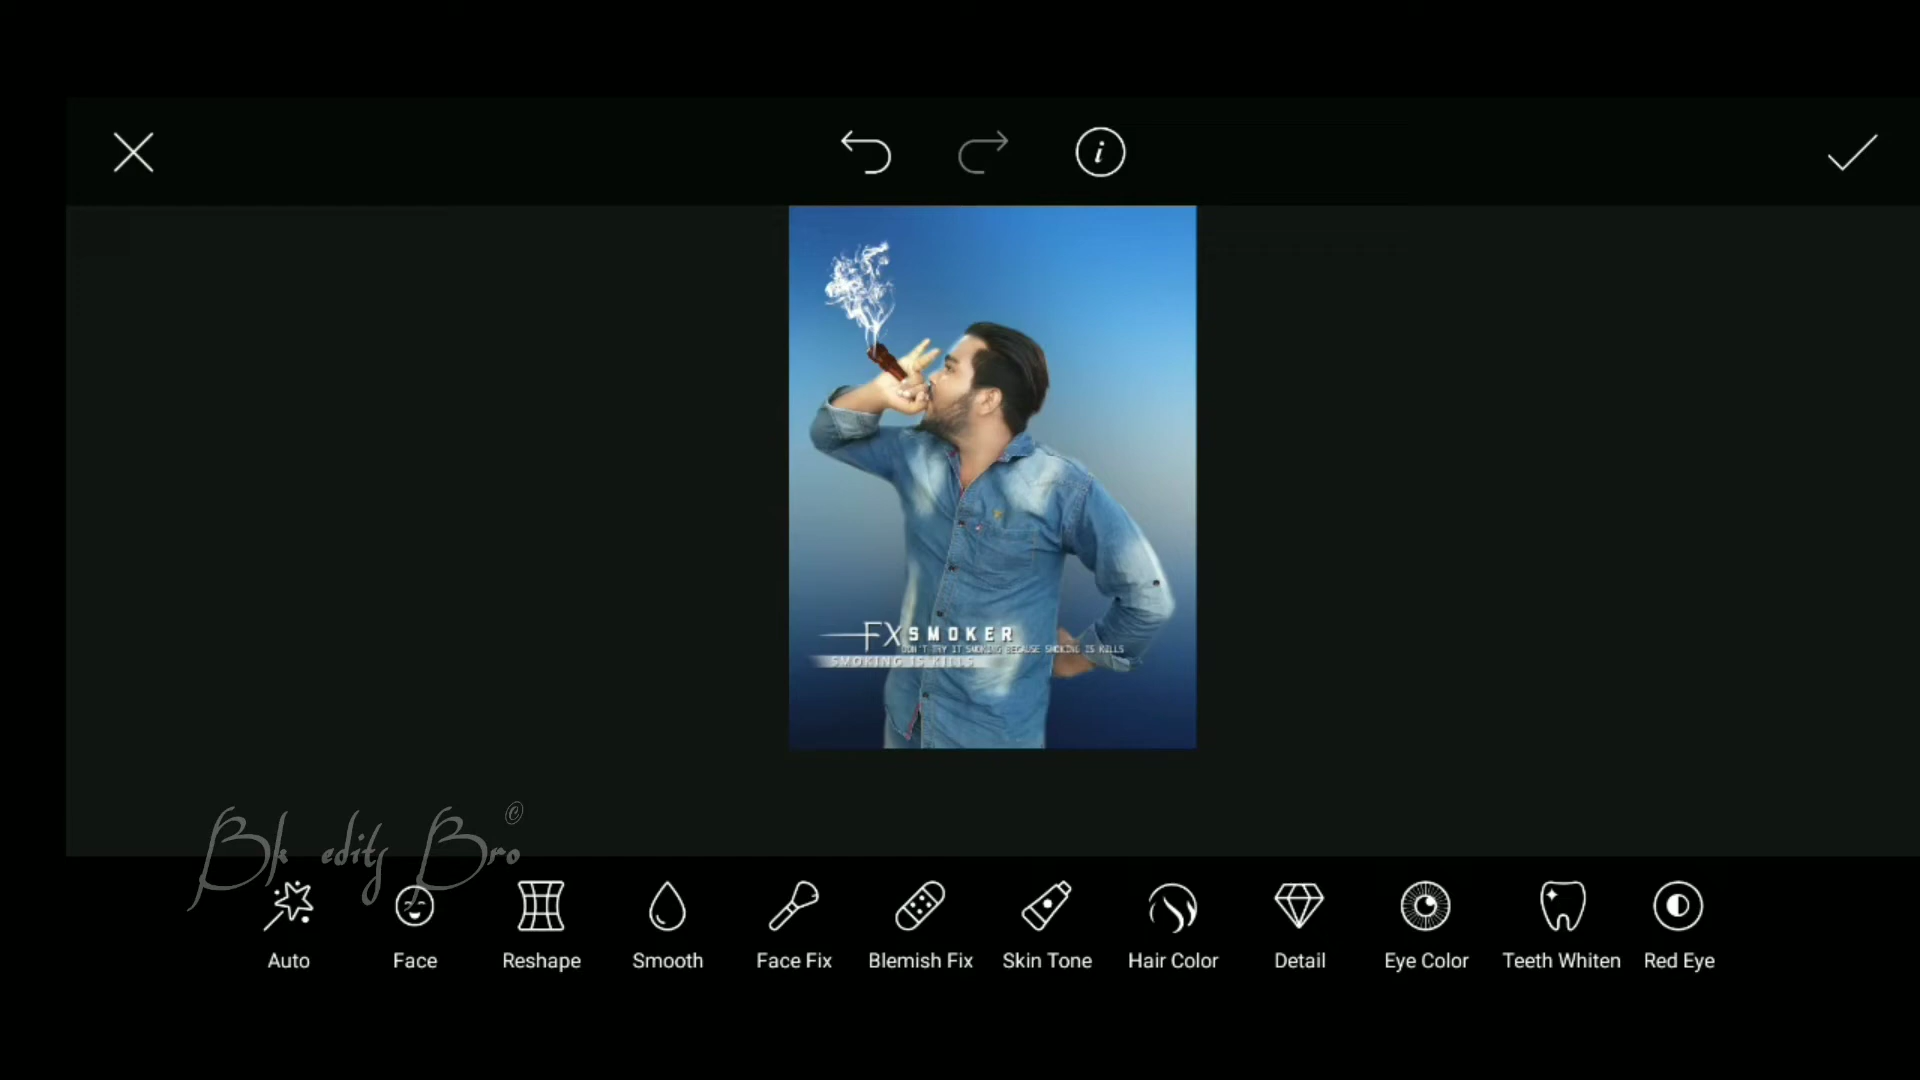 FX SMOKER
DON'T TRY IT SMOKING BECAUSE SMOKING IS KILLS
SMOKING IS KILLS
Bk edits Bro©
Auto
Face
Reshape
Smooth
Face Fix
Blemish Fix
Skin Tone
Hair Color
Detail
Eye Color
Teeth Whiten
Red Eye